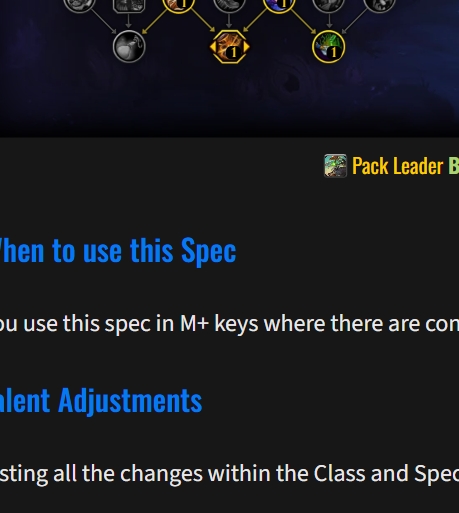 1
1
1
1
Pack Leader B
hen to use this Spec
ou use this spec in M+ keys where there are con
alent Adjustments
sting all the changes within the Class and Spec